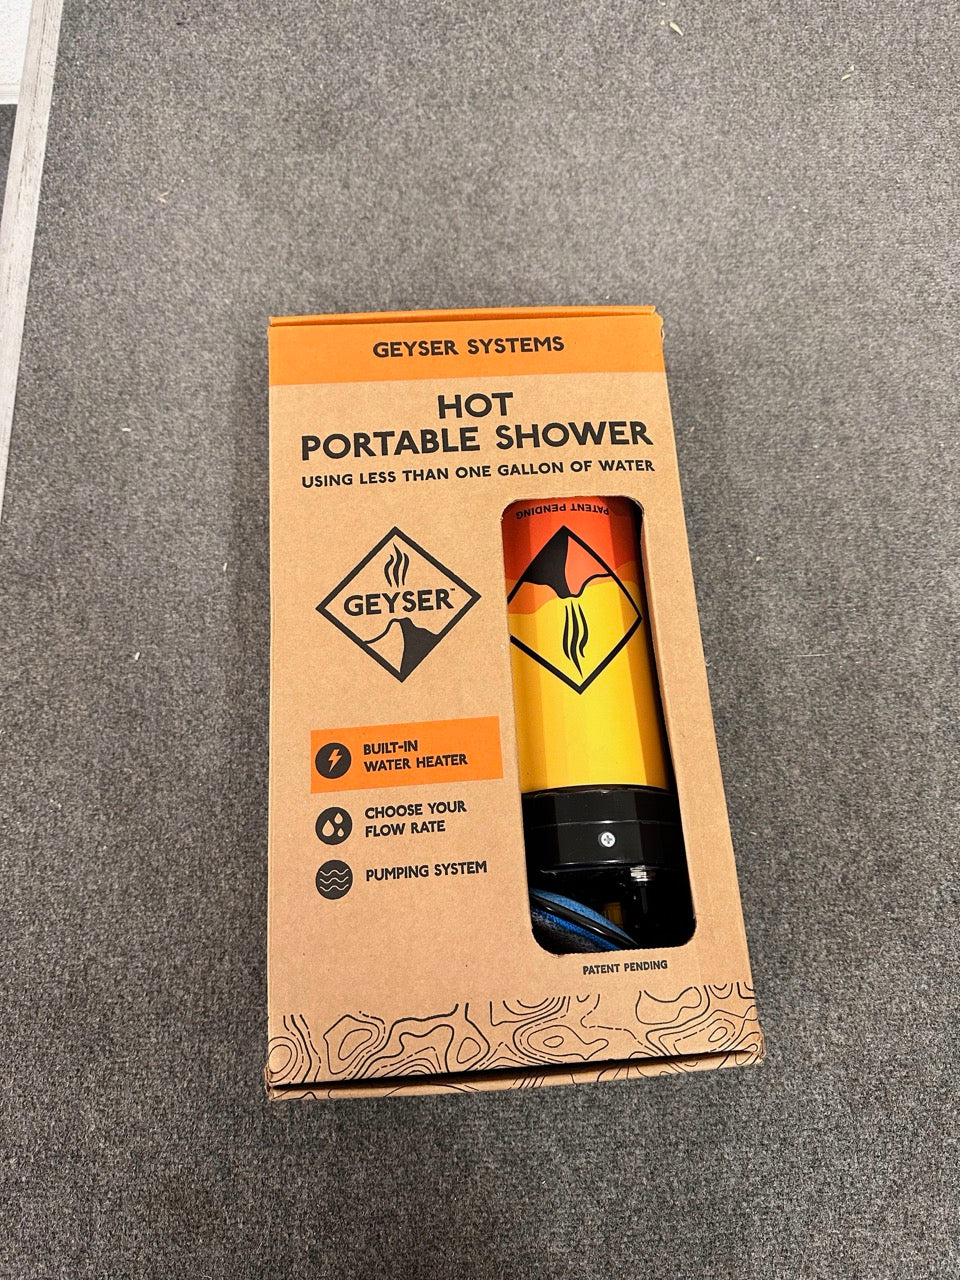 GEYSER SYSTEMS
HOT
PORTABLE SHOWER
USING LESS THAN ONE GALLON OF WATER
PATENT PENDING
GEYSER™
BUILT-IN
WATER HEATER
CHOOSE YOUR
FLOW RATE
PUMPING SYSTEM
PATENT PENDING